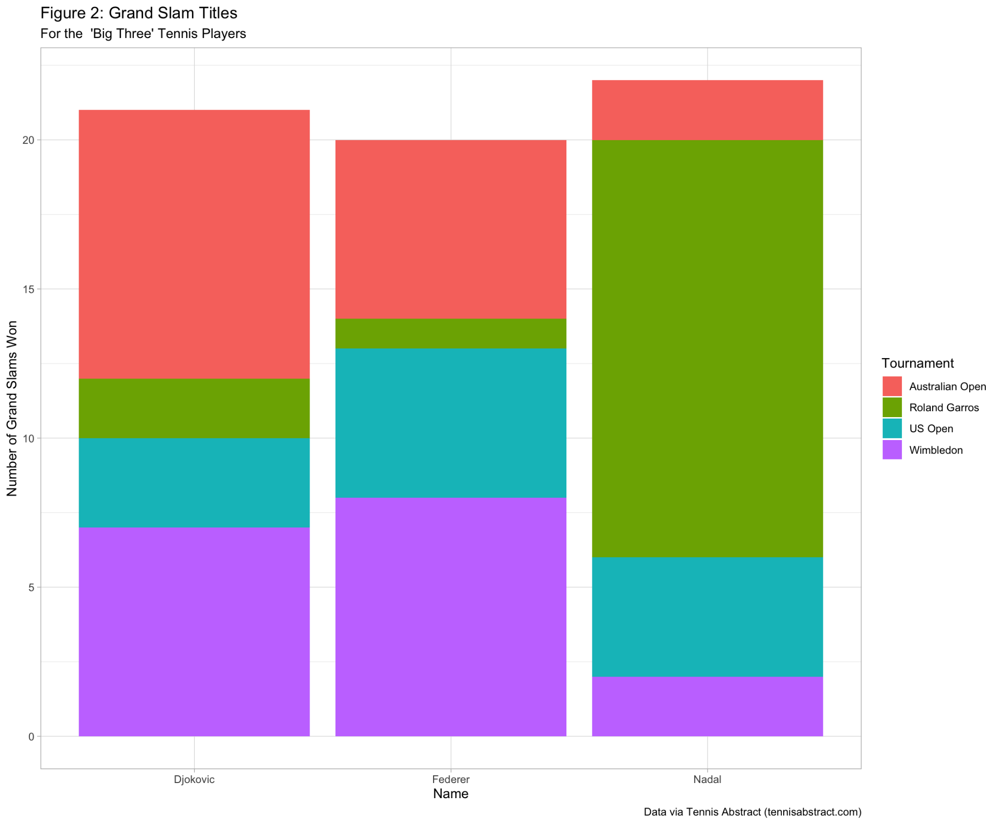 Figure 2: Grand Slam Titles
For the  'Big Three' Tennis Players
Number of Grand Slams Won
20
15
10
5
0
Djokovic
Federer
Nadal
Name
Tournament
Australian Open
Roland Garros
US Open
Wimbledon
Data via Tennis Abstract (tennisabstract.com)